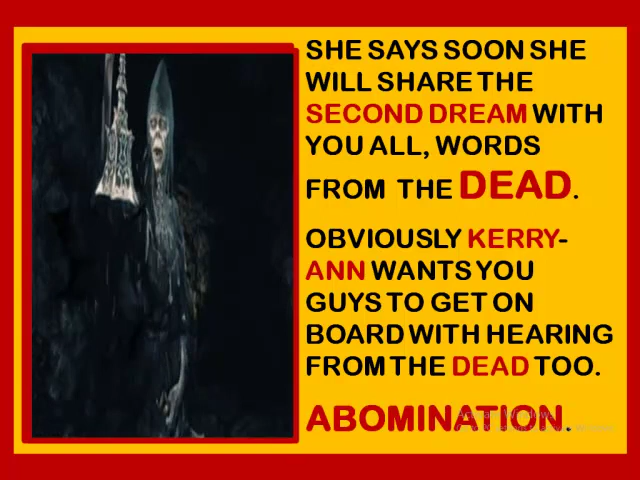 SHE SAYS SOON SHE
WILL SHARE THE
SECOND DREAM WITH
YOU ALL, WORDS
FROM THE DEAD.
OBVIOUSLY KERRY-
ANN WANTS YOU
GUYS TO GET ON
BOARD WITH HEARING
FROM THE DEAD TOO.
ABOMINATION.